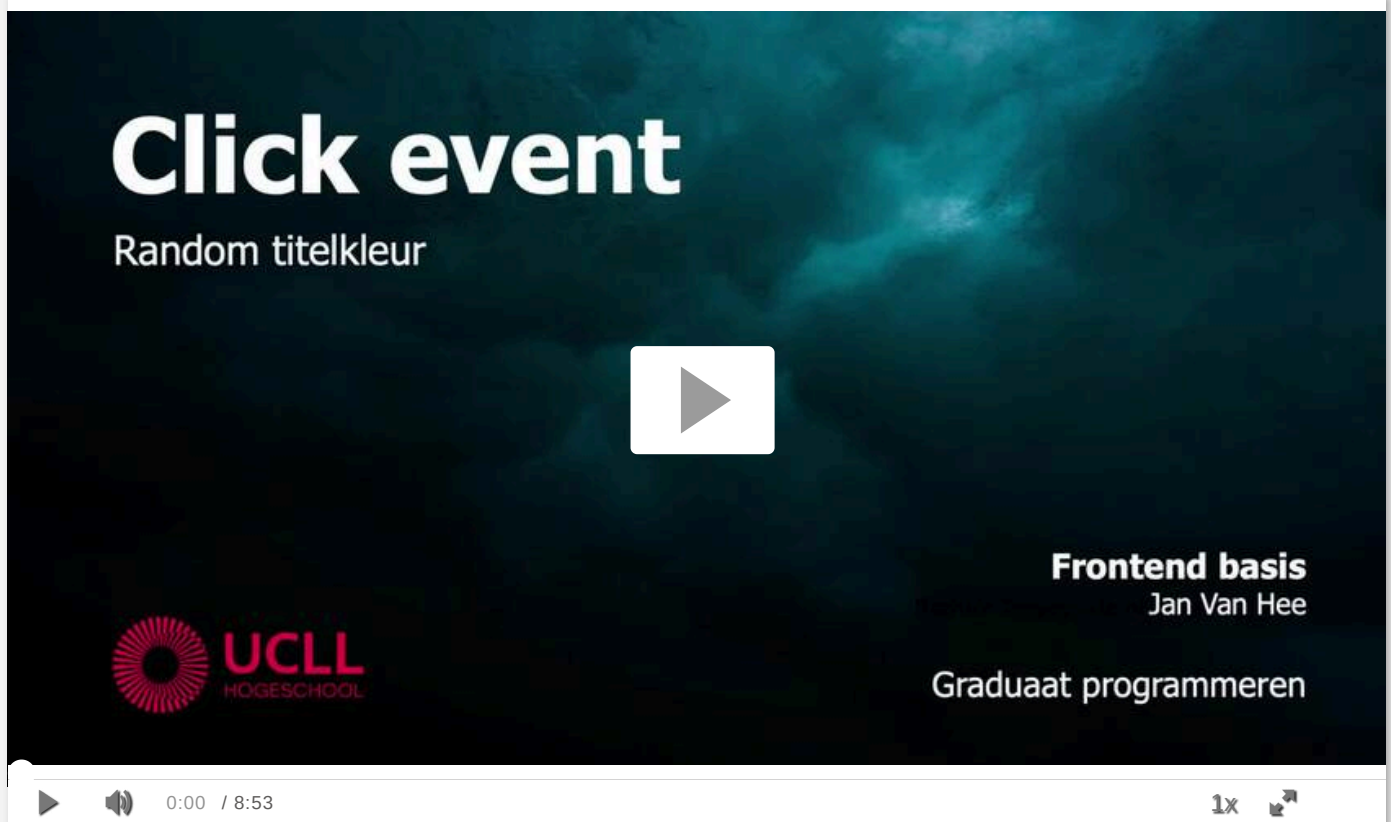 Click event
Random titelkleur
Frontend basis
Jan Van Hee
UCLL
HOGESCHOOL
Graduaat programmeren
0:00 / 8:53
1x